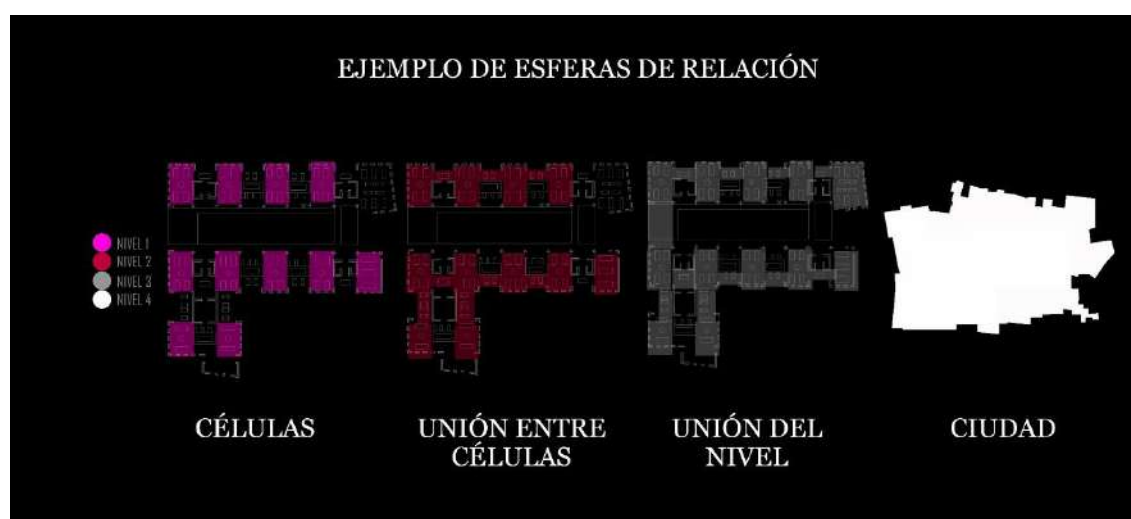 EJEMPLO DE ESFERAS DE RELACIÓN
NIVEL 1
NIVEL 2
NIVEL 3
NIVEL 4
CÉLULAS
UNIÓN ENTRE
CÉLULAS
UNIÓN DEL
NIVEL
CIUDAD